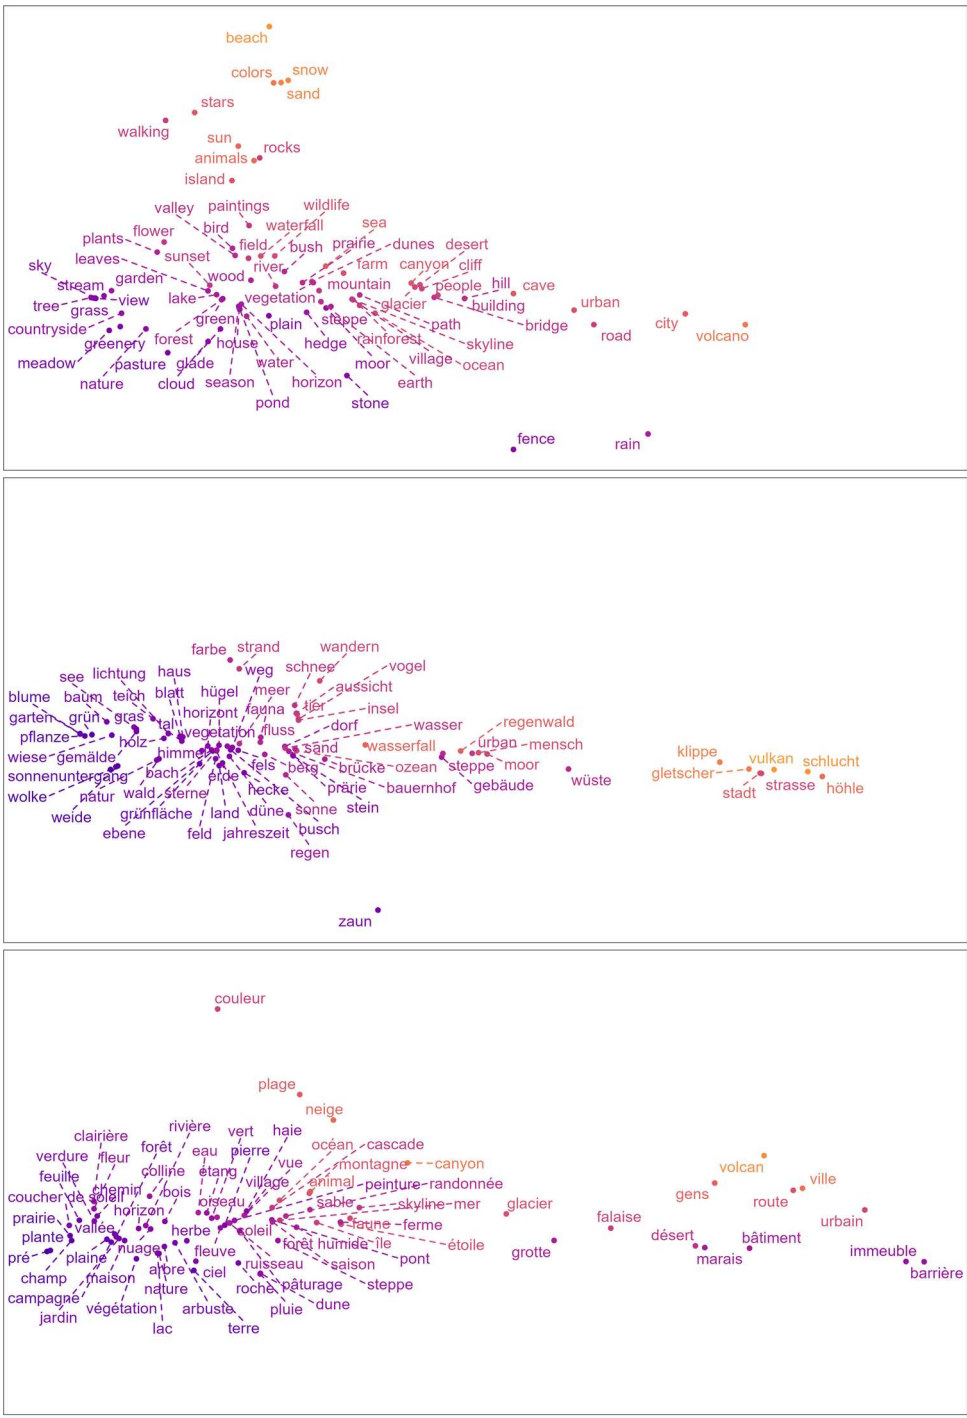 beach
colors snow
sand
stars
walking
sun
rocks
animals
island
valley paintings wildlife
flower bird waterfall sea
plants field bush prairie dunes desert
leaves sunset
sky river farm canyon cliff
stream garden wood mountain people hill cave
tree view lake vegetation glacier building urban
grass
countryside green plain steppe path bridge road city volcano
greenery forest house hedge rainforest skyline
meadow pasture glade water moor village ocean
nature cloud season horizon earth
pond stone
fence rain
farbe strand wandern
see lichtung haus weg schnee vogel
blume baum teich blatt hügel meer aussicht
garten grün gras tal horizont fauna tier insel
pflanze vegetation fluss dorf wasser regenwald
wiese gemälde holz himmel sand wasserfall urban mensch klippe vulkan schlucht
sonnenuntergang bach erde fels berg brücke ozean steppe moor wüste gletscher
wolke natur wald sterne hecke prärie bauernhof gebäude stadt strasse höhle
weide grünfläche land düne sonne stein
ebene feld jahreszeit busch
regen
zaun
couleur
plage
neige
rivière vert haie
clairière forêt pierre océan cascade
verdure fleur eau vue montagne canyon
feuille colline étang village animal peinture randonnée volcan
coucher de soleil chemin bois oiseau sable skyline mer glacier gens route ville
prairie horizon falaise urbain
plante vallée herbe soleil faune ferme désert bâtiment
pré plaine nuage fleuve forêt humide île étoile grotte marais immeuble
champ maison arbre ciel ruisseau saison pont barrière
campagne nature roche pâturage steppe
jardin végétation arbuste pluie dune
lac terre